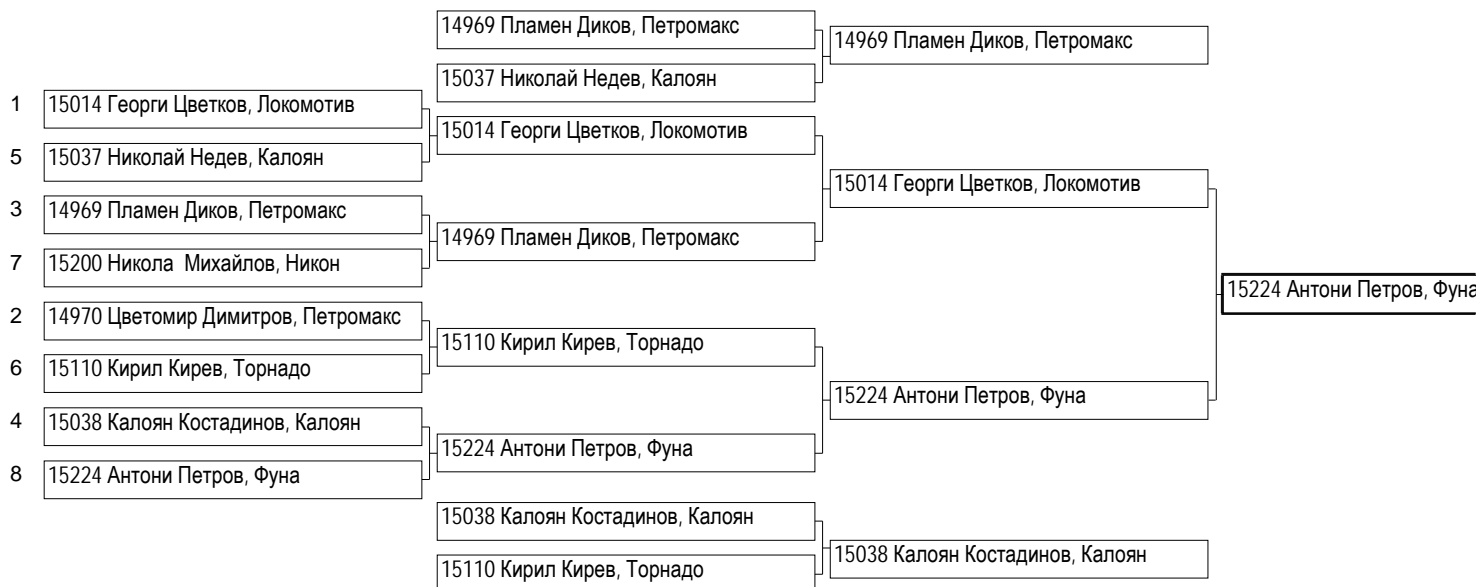 14969 Пламен Диков, Петромакс
14969 Пламен Диков, Петромакс
15037 Николай Недев, Калоян
1 15014 Георги Цветков, Локомотив
15014 Георги Цветков, Локомотив
5 15037 Николай Недев, Калоян
15014 Георги Цветков, Локомотив
3 14969 Пламен Диков, Петромакс
14969 Пламен Диков, Петромакс
7 15200 Никола Михайлов, Никон
15224 Антони Петров, Фуна
2 14970 Цветомир Димитров, Петромакс
15110 Кирил Кирев, Торнадо
6 15110 Кирил Кирев, Торнадо
15224 Антони Петров, Фуна
4 15038 Калоян Костадинов, Калоян
15224 Антони Петров, Фуна
8 15224 Антони Петров, Фуна
15038 Калоян Костадинов, Калоян
15038 Калоян Костадинов, Калоян
15110 Кирил Кирев, Торнадо